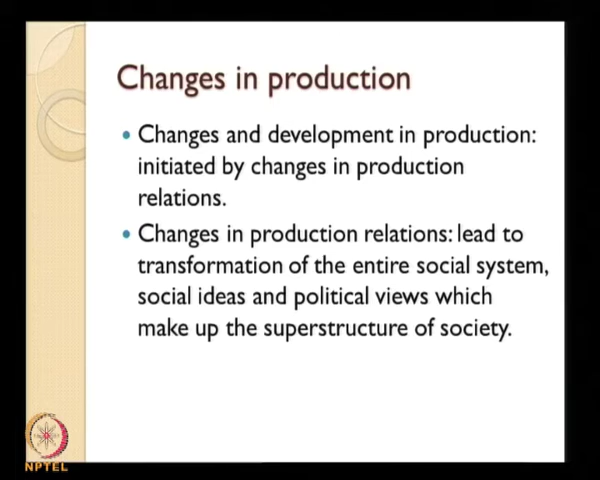 Changes in production
• Changes and development in production:
initiated by changes in production
relations.
• Changes in production relations: lead to
transformation of the entire social system,
social ideas and political views which
make up the superstructure of society.
NPTEL